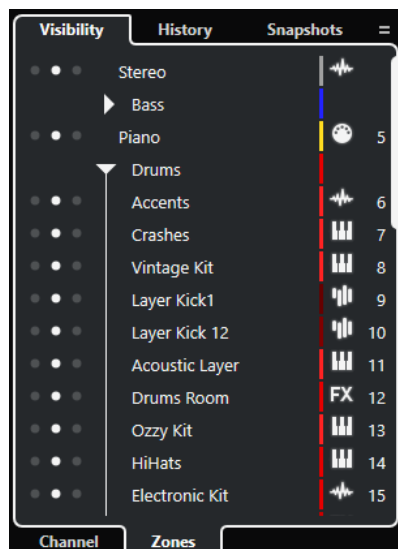 Visibility History Snapshots
Stereo
Bass
Piano 5
Drums
Accents 6
Crashes 7
Vintage Kit 8
Layer Kick1 9
Layer Kick 12 10
Acoustic Layer 11
Drums Room FX 12
Ozzy Kit 13
HiHats 14
Electronic Kit 15
Channel Zones